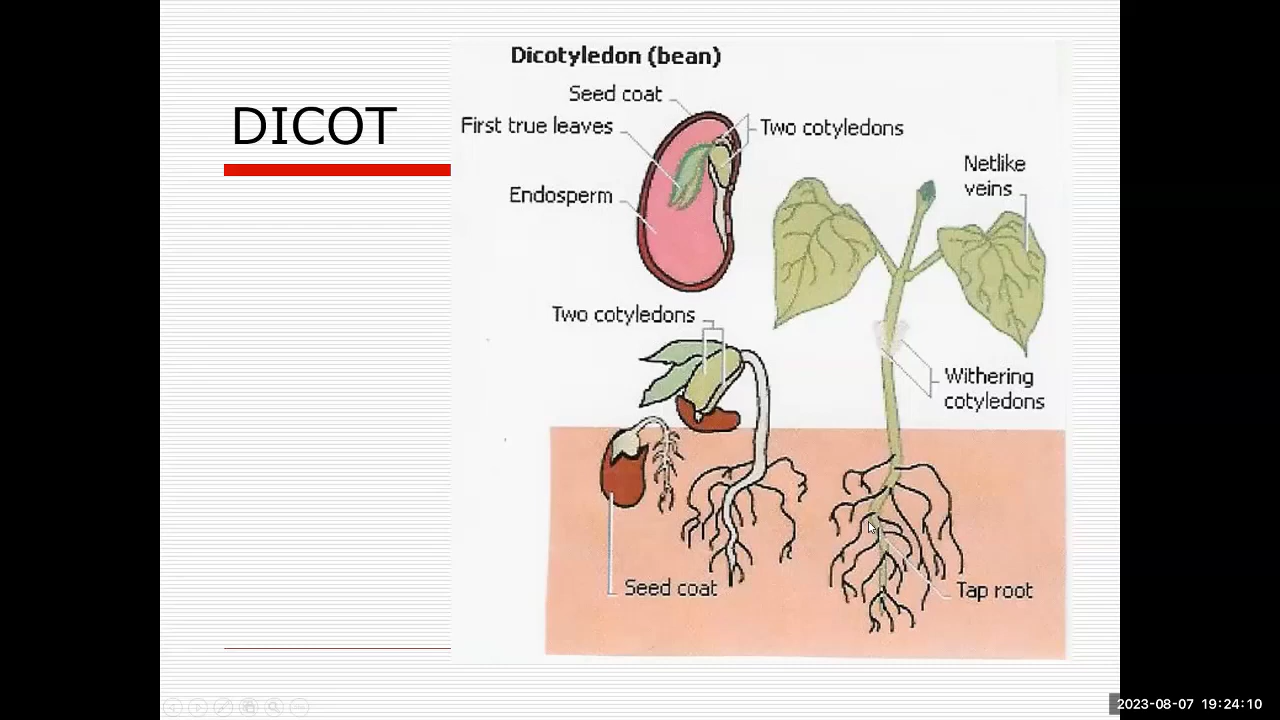 DICOT
Dicotyledon (bean)
Seed coat
First true leaves
Two cotyledons
Endosperm
Netlike
veins
Two cotyledons
Withering
cotyledons
Seed coat
Tap root
2023-08-07 19:24:10